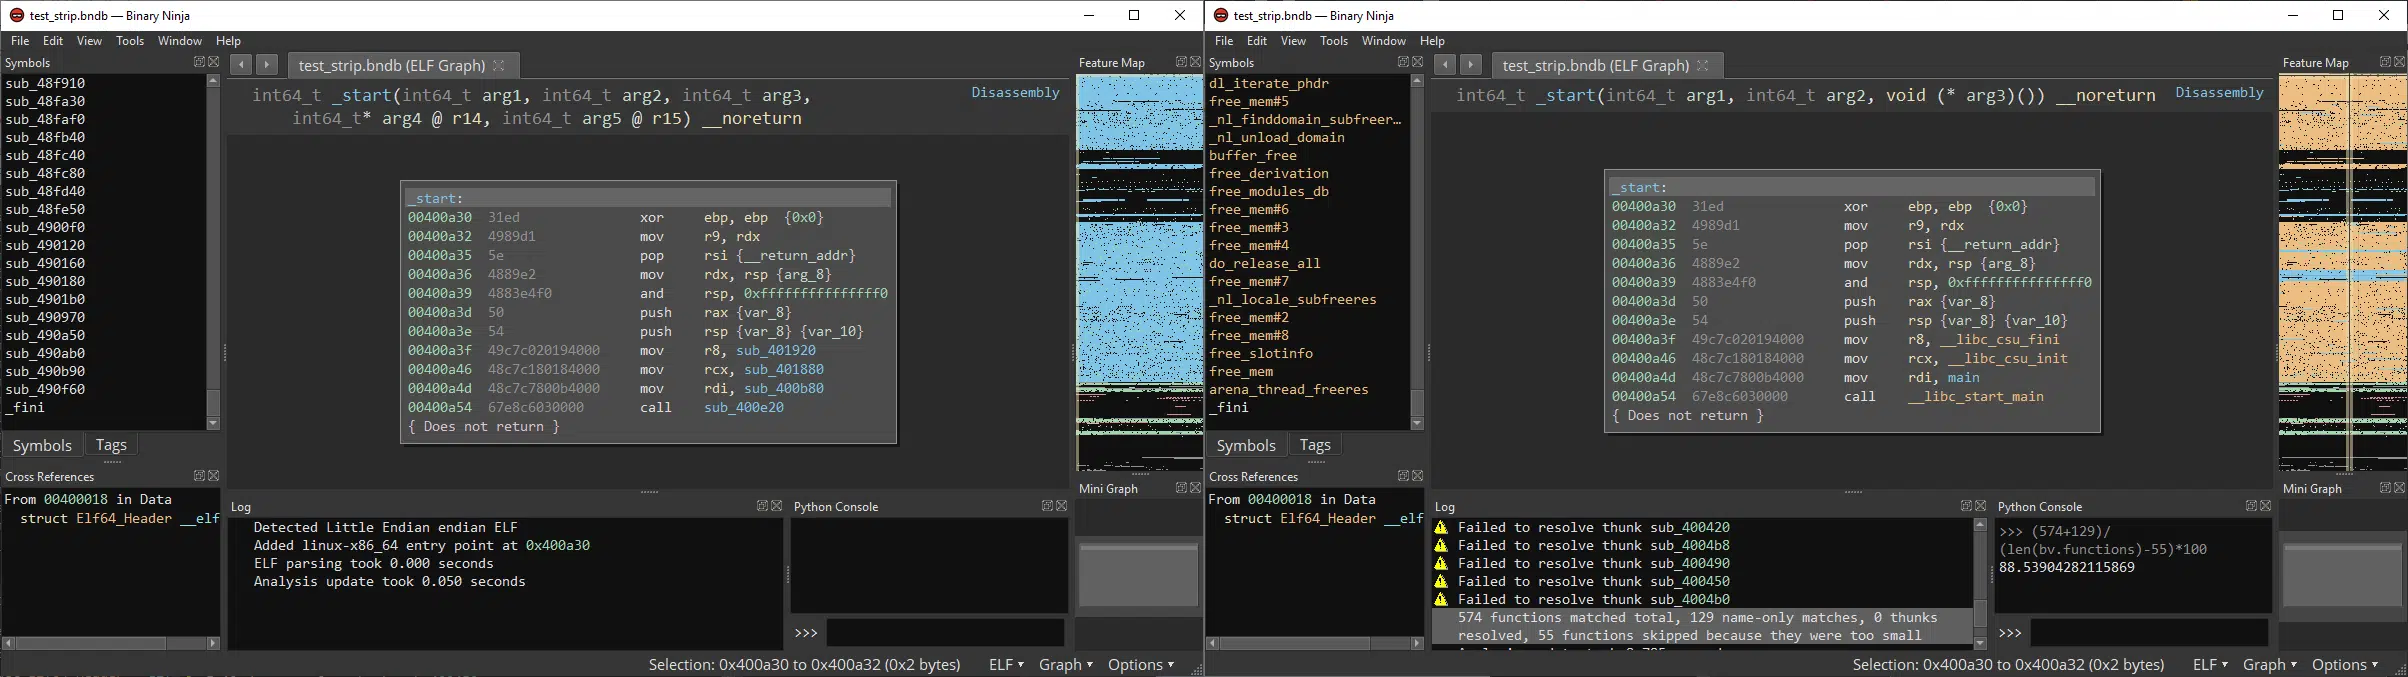 test_strip.bndb — Binary Ninja
File Edit View Tools Window Help
Symbols
sub_48f910
sub_48fa30
sub_48faf0
sub_48fb40
sub_48fc40
sub_48fc80
sub_48fd40
sub_48fe50
sub_4900f0
sub_490120
sub_490160
sub_490180
sub_4901b0
sub_490970
sub_490a50
sub_490ab0
sub_490b90
sub_490f60
_fini
Symbols Tags
Cross References
From 00400018 in Data
struct Elf64_Header __elf
test_strip.bndb (ELF Graph)
int64_t _start(int64_t arg1, int64_t arg2, int64_t arg3,
int64_t* arg4 @ r14, int64_t arg5 @ r15) __noreturn
Disassembly
_start:
00400a30 31ed xor ebp, ebp {0x0}
00400a32 4989d1 mov r9, rdx
00400a35 5e pop rsi {__return_addr}
00400a36 4889e2 mov rdx, rsp {arg_8}
00400a39 4883e4f0 and rsp, 0xfffffffffffffff0
00400a3d 50 push rax {var_8}
00400a3e 54 push rsp {var_8} {var_10}
00400a3f 49c7c020194000 mov r8, sub_401920
00400a46 48c7c180184000 mov rcx, sub_401880
00400a4d 48c7c7800b4000 mov rdi, sub_400b80
00400a54 67e8c6030000 call sub_400e20
{ Does not return }
Feature Map
Mini Graph
Log
Detected Little Endian endian ELF
Added linux-x86_64 entry point at 0x400a30
ELF parsing took 0.000 seconds
Analysis update took 0.050 seconds
Python Console
>>>
Selection: 0x400a30 to 0x400a32 (0x2 bytes) ELF Graph Options
test_strip.bndb — Binary Ninja
File Edit View Tools Window Help
Symbols
dl_iterate_phdr
free_mem#5
_nl_finddomain_subfreer…
_nl_unload_domain
buffer_free
free_derivation
free_modules_db
free_mem#6
free_mem#3
free_mem#4
do_release_all
free_mem#7
_nl_locale_subfreeres
free_mem#2
free_mem#8
free_slotinfo
free_mem
arena_thread_freeres
_fini
Symbols Tags
Cross References
From 00400018 in Data
struct Elf64_Header __elf
test_strip.bndb (ELF Graph)
int64_t _start(int64_t arg1, int64_t arg2, void (* arg3)()) __noreturn
Disassembly
_start:
00400a30 31ed xor ebp, ebp {0x0}
00400a32 4989d1 mov r9, rdx
00400a35 5e pop rsi {__return_addr}
00400a36 4889e2 mov rdx, rsp {arg_8}
00400a39 4883e4f0 and rsp, 0xfffffffffffffff0
00400a3d 50 push rax {var_8}
00400a3e 54 push rsp {var_8} {var_10}
00400a3f 49c7c020194000 mov r8, __libc_csu_fini
00400a46 48c7c180184000 mov rcx, __libc_csu_init
00400a4d 48c7c7800b4000 mov rdi, main
00400a54 67e8c6030000 call __libc_start_main
{ Does not return }
Feature Map
Mini Graph
Log
Failed to resolve thunk sub_400420
Failed to resolve thunk sub_4004b8
Failed to resolve thunk sub_400490
Failed to resolve thunk sub_400450
Failed to resolve thunk sub_4004b0
574 functions matched total, 129 name-only matches, 0 thunks
resolved, 55 functions skipped because they were too small
Python Console
>>> (574+129)/
(len(bv.functions)-55)*100
88.53904282115869
>>>
Selection: 0x400a30 to 0x400a32 (0x2 bytes) ELF Graph Options